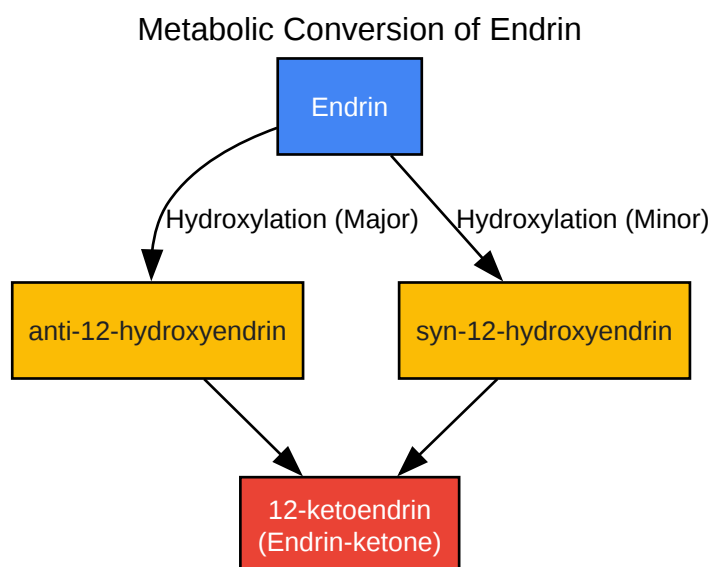 Metabolic Conversion of Endrin
Endrin
Hydroxylation (Major)
Hydroxylation (Minor)
anti-12-hydroxyendrin
syn-12-hydroxyendrin
12-ketoendrin
(Endrin-ketone)